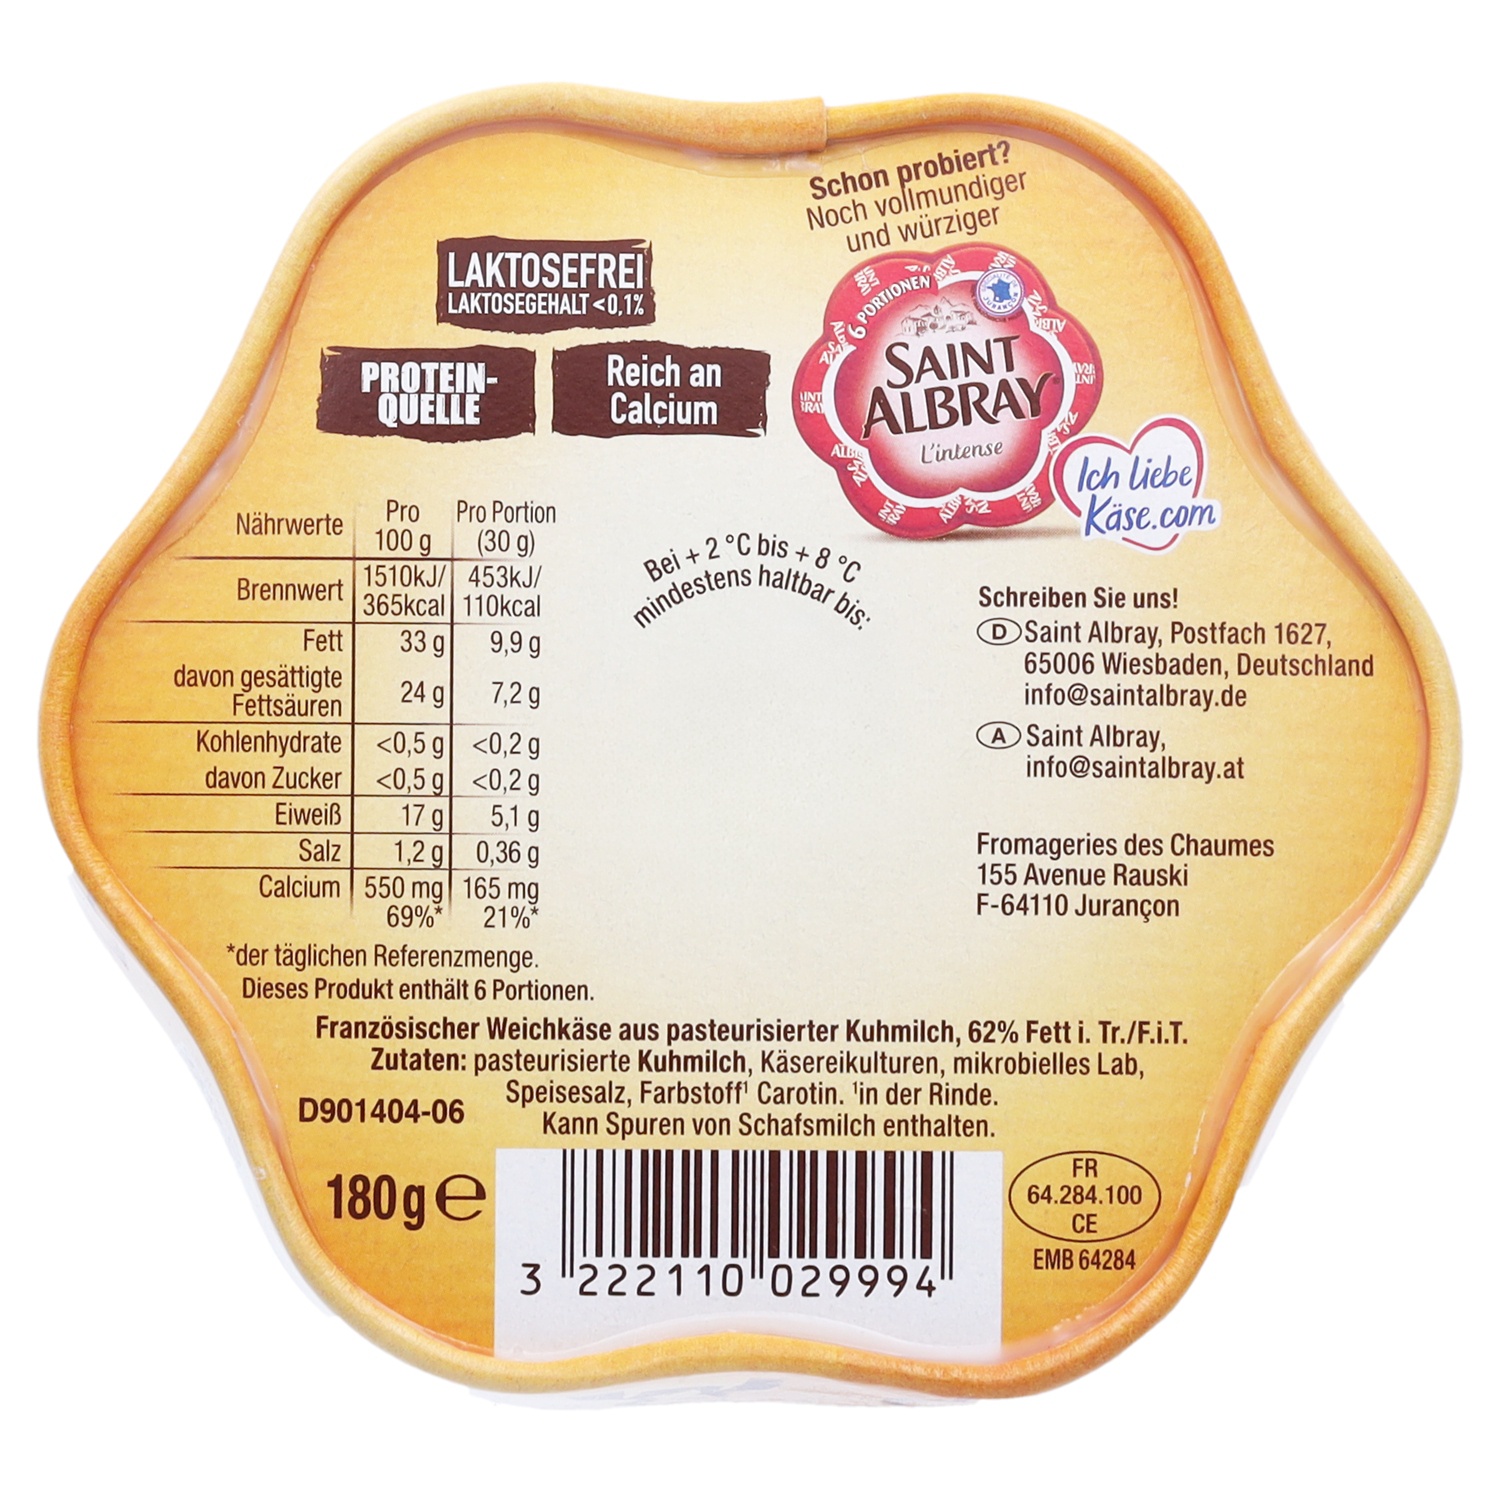 Schon probiert?
Noch vollmundiger
und würziger
LAKTOSEFREI
LAKTOSEGEHALT <0,1%
PROTEIN-
QUELLE
Reich an
Calcium
6 PORTIONEN
SAINT
ALBRAY
L'intense
Ich liebe
Käse.com
Nährwerte Pro 100 g Pro Portion (30 g)
Brennwert 1510kJ/ 365kcal 453kJ/ 110kcal
Fett 33 g 9,9 g
davon gesättigte Fettsäuren 24 g 7,2 g
Kohlenhydrate <0,5 g <0,2 g
davon Zucker <0,5 g <0,2 g
Eiweiß 17 g 5,1 g
Salz 1,2 g 0,36 g
Calcium 550 mg 165 mg
69%* 21%*
*der täglichen Referenzmenge.
Dieses Produkt enthält 6 Portionen.
Bei + 2 °C bis + 8 °C
mindestens haltbar bis:
Schreiben Sie uns!
D Saint Albray, Postfach 1627,
65006 Wiesbaden, Deutschland
info@saintalbray.de
A Saint Albray,
info@saintalbray.at
Fromageries des Chaumes
155 Avenue Rauski
F-64110 Jurançon
Französischer Weichkäse aus pasteurisierter Kuhmilch, 62% Fett i. Tr./F.i.T.
Zutaten: pasteurisierte Kuhmilch, Käsereikulturen, mikrobielles Lab,
Speisesalz, Farbstoff¹ Carotin. ¹in der Rinde.
Kann Spuren von Schafsmilch enthalten.
D901404-06
180 g ℮
3 222110 029994
FR
64.284.100
CE
EMB 64284